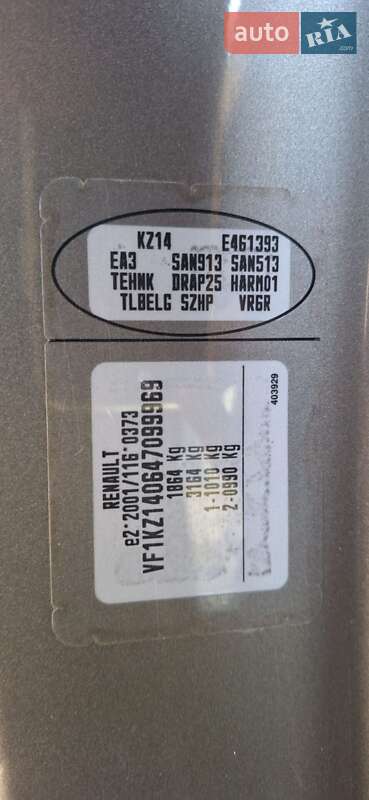 auto RIA .com
KZ14 E461393
EA3 SAN913 SAN513
TEHNK DRAP25 HARM01
TLBELG SZHP VR6R
403929
RENAULT
e2*2001/116*0373
VF1KZ140647099969
1864 Kg
3164 Kg
1-1010 Kg
2-0990 Kg